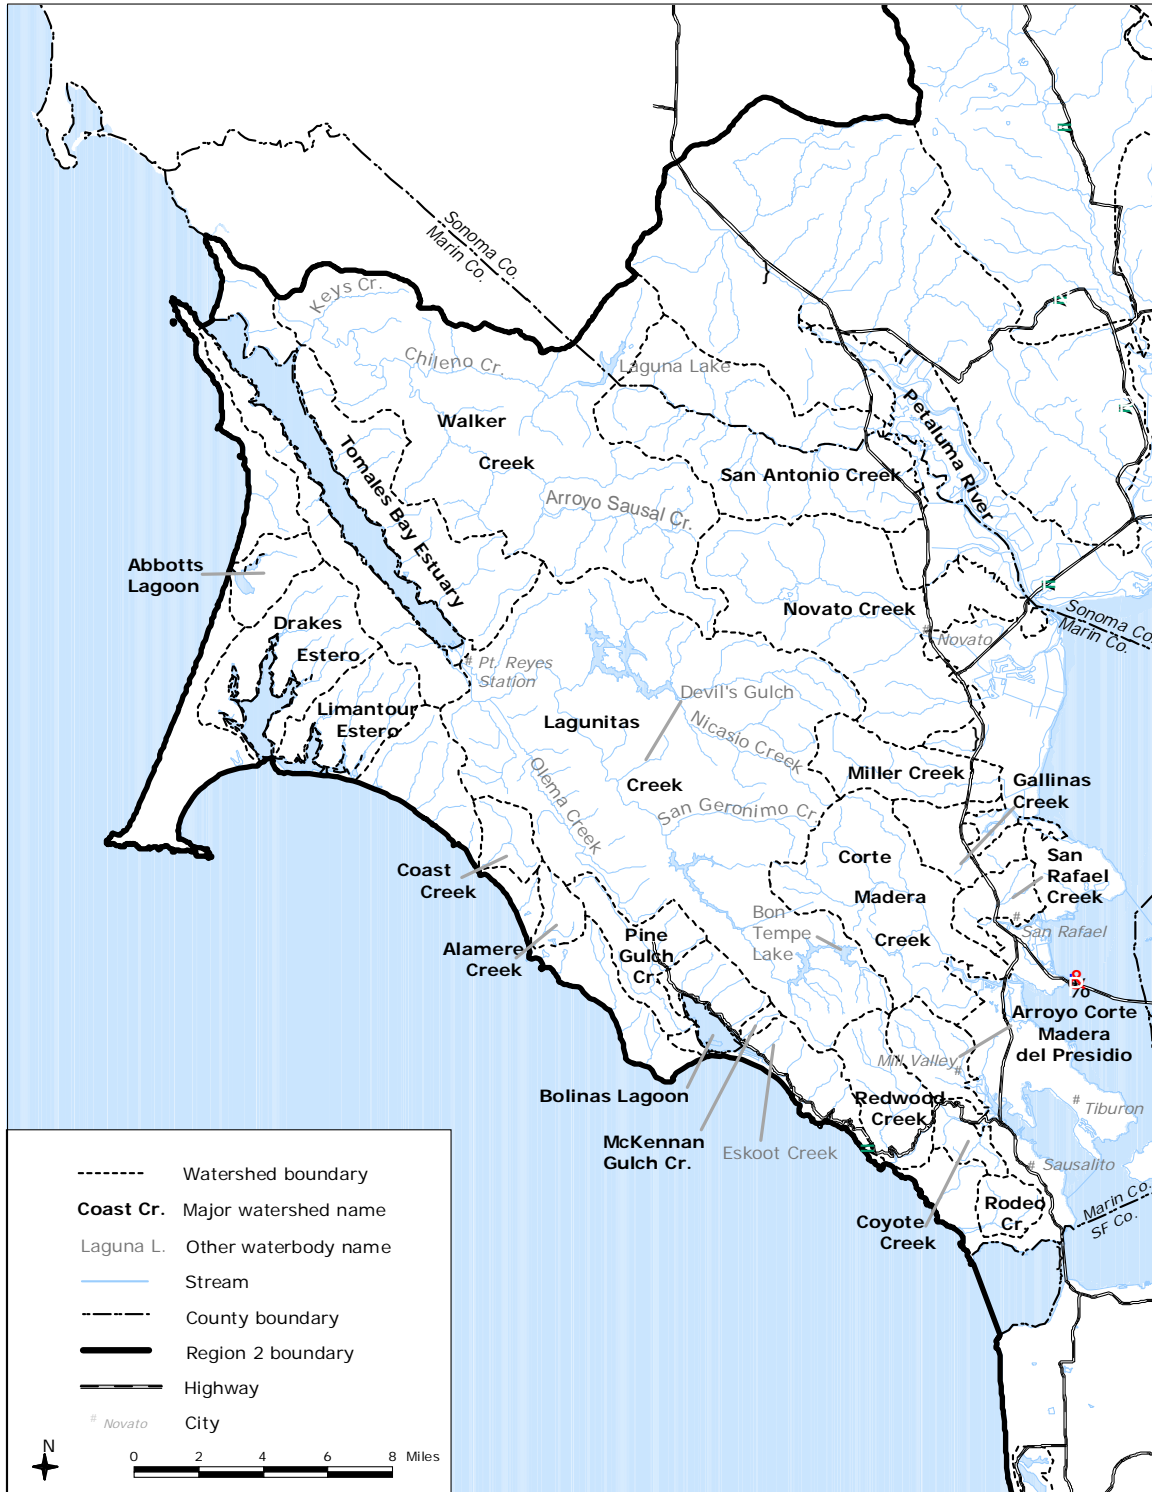 Sonoma Co.
Marin Co.
Keys Cr.
Chileno Cr.
Laguna Lake
Walker
Creek
Petaluma River
Tomales Bay Estuary
San Antonio Creek
Arroyo Sausal Cr.
Abbotts
Lagoon
Novato Creek
Sonoma Co.
Marin Co.
Drakes
Estero
# Novato
# Pt. Reyes
Station
Devil's Gulch
Limantour
Estero
Lagunitas
Creek
Nicasio Creek
Olema Creek
Miller Creek
Gallinas
Creek
San Geronimo Cr.
Coast
Creek
Corte
Madera
Creek
San
Rafael
Creek
Bon
Tempe
Lake
#
San Rafael
Alamere
Creek
Pine
Gulch
Cr.
%
Arroyo Corte
Madera
del Presidio
Mill Valley
#
Bolinas Lagoon
Redwood
Creek
# Tiburon
McKennan
Gulch Cr.
Eskoot Creek
# Sausalito
Marin Co.
SF Co.
Rodeo
Cr.
Coyote
Creek
Watershed boundary
Coast Cr. Major watershed name
Laguna L. Other waterbody name
Stream
County boundary
Region 2 boundary
Highway
# Novato City
N
0 2 4 6 8 Miles